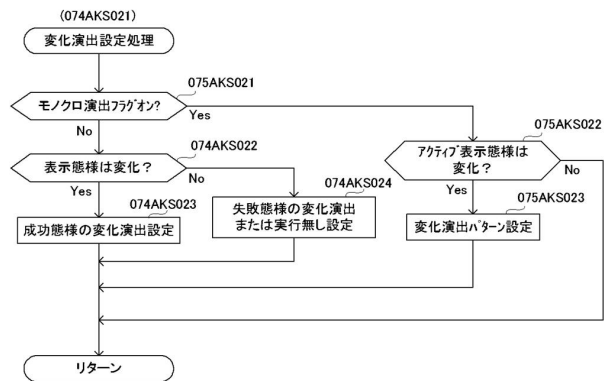 (074AKS021)
変化演出設定処理
075AKS021
モノクロ演出フラグオン?
Yes
No
075AKS022
074AKS022
アクティブ表示態様は
変化?
No
表示態様は変化?
No
Yes
Yes
074AKS024
075AKS023
074AKS023
失敗態様の変化演出
または実行無し設定
成功態様の変化演出設定
変化演出パターン設定
リターン